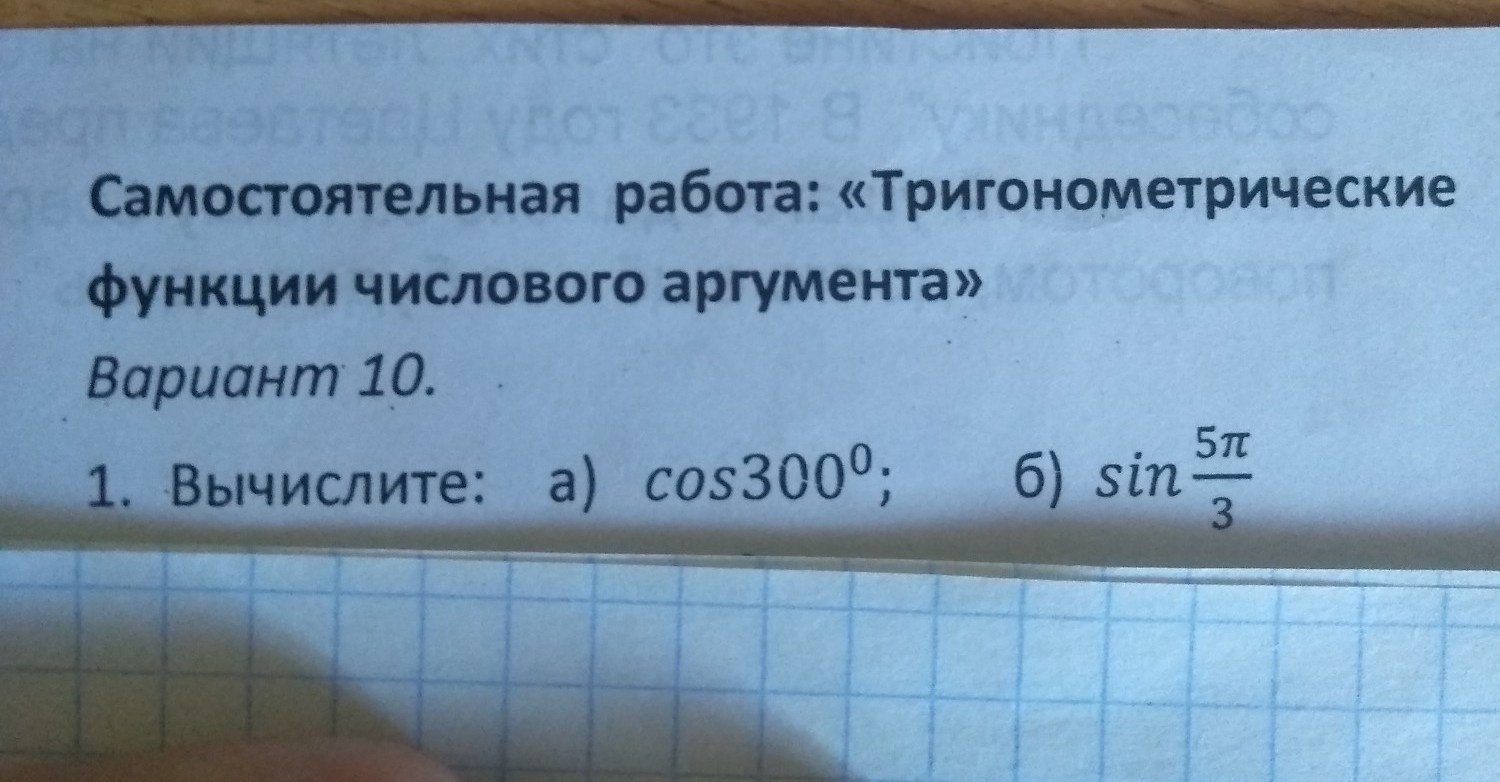 Самостоятельная работа: «Тригонометрические
функции числового аргумента»
Вариант 10.
1. Вычислите: а) cos300⁰; б) sin 5π/3